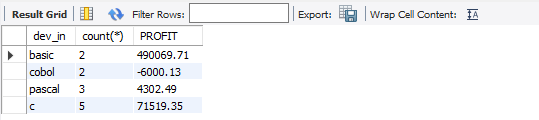 Result Grid Filter Rows: Export: Wrap Cell Content: IA
dev_in count(*) PROFIT
basic 2 490069.71
cobol 2 -6000.13
pascal 3 4302.49
c 5 71519.35